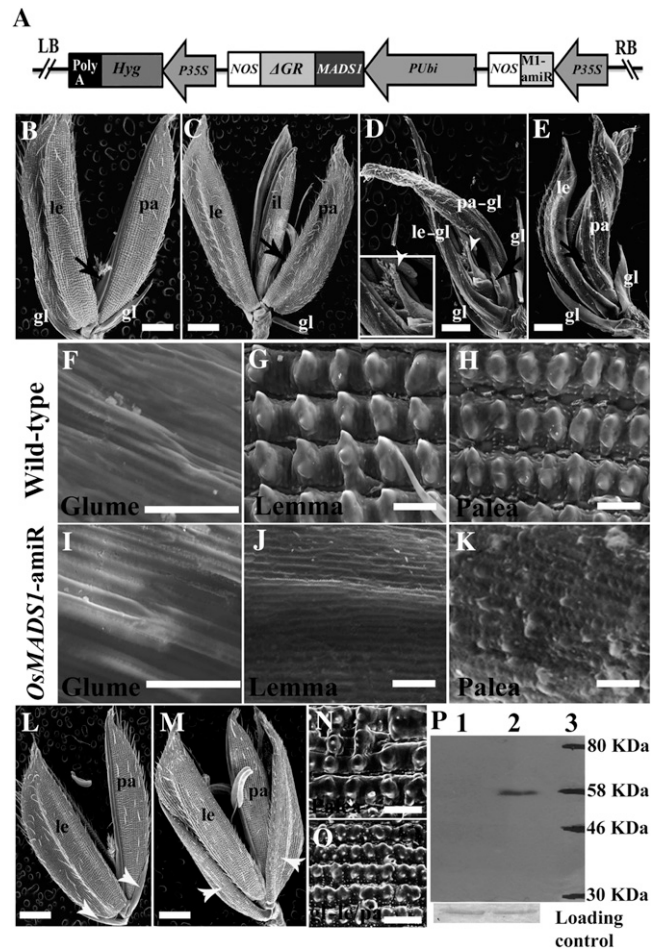 A
LB
RB
Poly A
Hyg
P35S
NOS
ΔGR
MADS1
PUbi
NOS
M1-amiR
P35S
B
le
pa
gl
gl
C
le
il
pa
gl
D
pa-gl
le-gl
gl
gl
E
le
pa
gl
gl
Wild-type
F
Glume
G
Lemma
H
Palea
OsMADS1-amiR
I
Glume
J
Lemma
K
Palea
L
le
pa
M
le
pa
N
O
P
1
2
3
80 KDa
58 KDa
46 KDa
30 KDa
Loading control